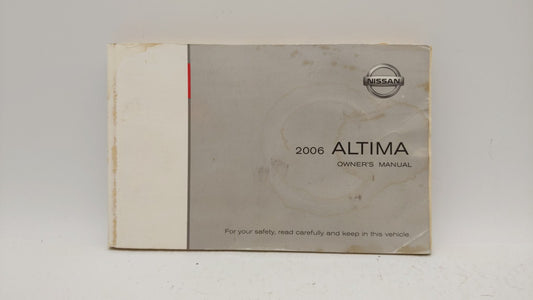 NISSAN
2006 ALTIMA
OWNER'S MANUAL
For your safety, read carefully and keep in this vehicle.